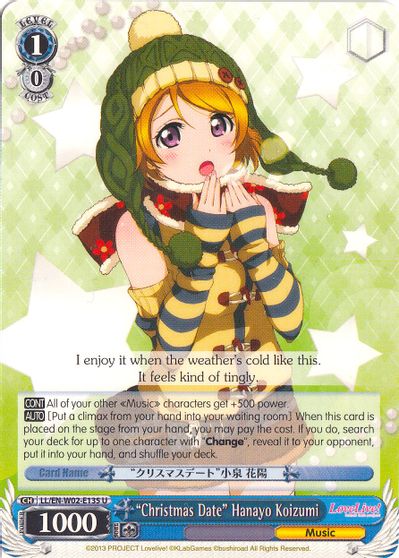 LEVEL
1
0
COST
I enjoy it when the weather's cold like this.
It feels kind of tingly.
CONT All of your other «Music» characters get +500 power.
AUTO [Put a climax from your hand into your waiting room] When this card is
placed on the stage from your hand, you may pay the cost. If you do, search
your deck for up to one character with "Change", reveal it to your opponent,
put it into your hand, and shuffle your deck.
Card Name
"クリスマスデート"小泉 花陽
CH LL/EN-W02-E135 U
POWER
1000
"Christmas Date" Hanayo Koizumi
LoveLive!
Music
©2013 PROJECT Lovelive! ©KLabGames ©bushiroad All Rights Reserved.